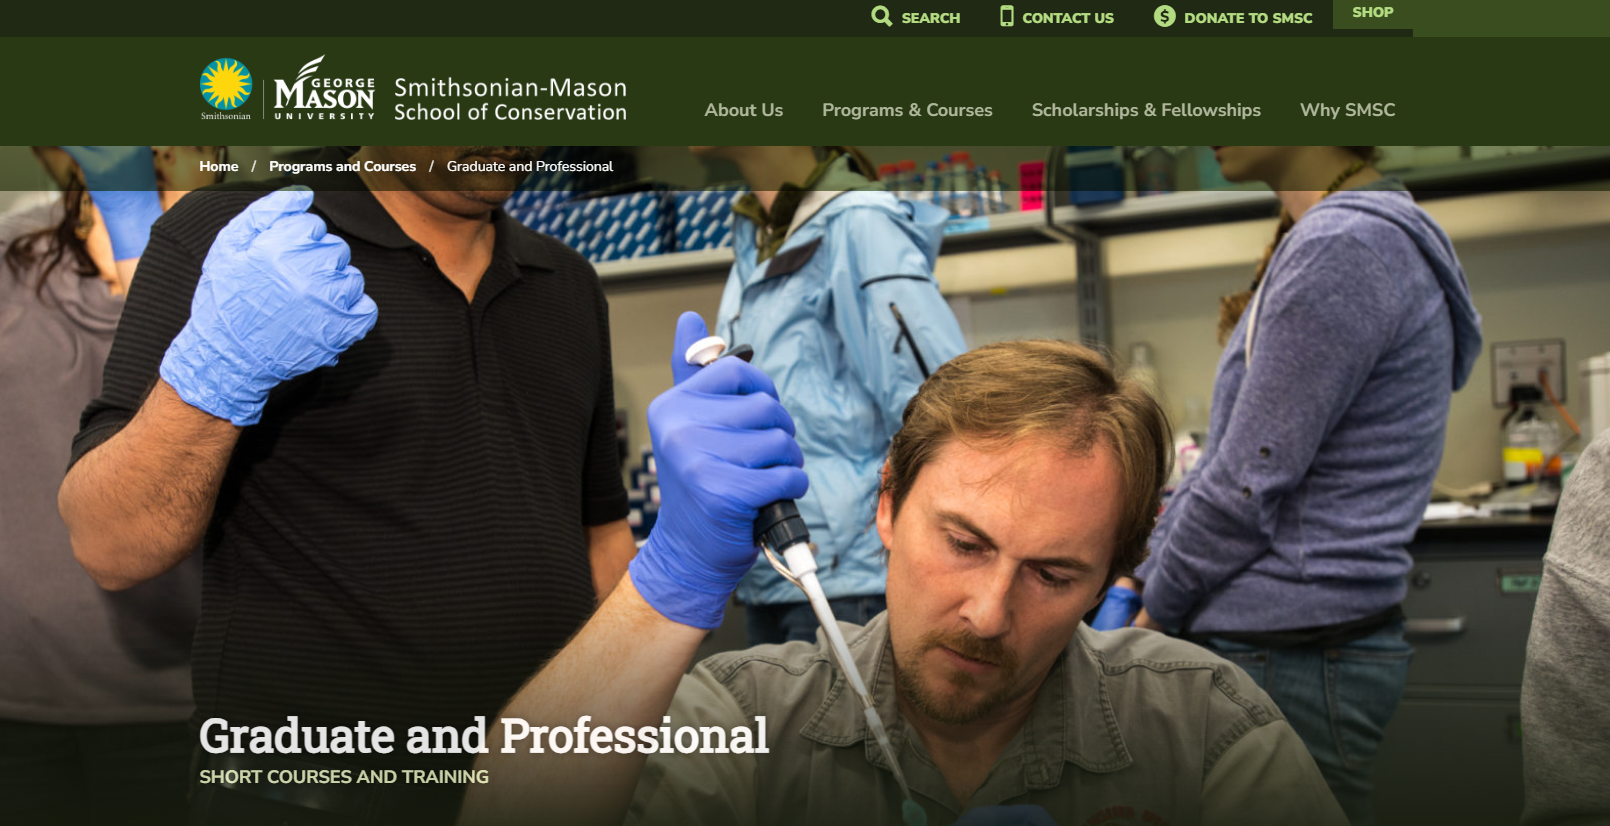 SEARCH
CONTACT US
DONATE TO SMSC
SHOP
Smithsonian
GEORGE
MASON
UNIVERSITY
Smithsonian-Mason
School of Conservation
About Us
Programs & Courses
Scholarships & Fellowships
Why SMSC
Home / Programs and Courses / Graduate and Professional
Graduate and Professional
SHORT COURSES AND TRAINING